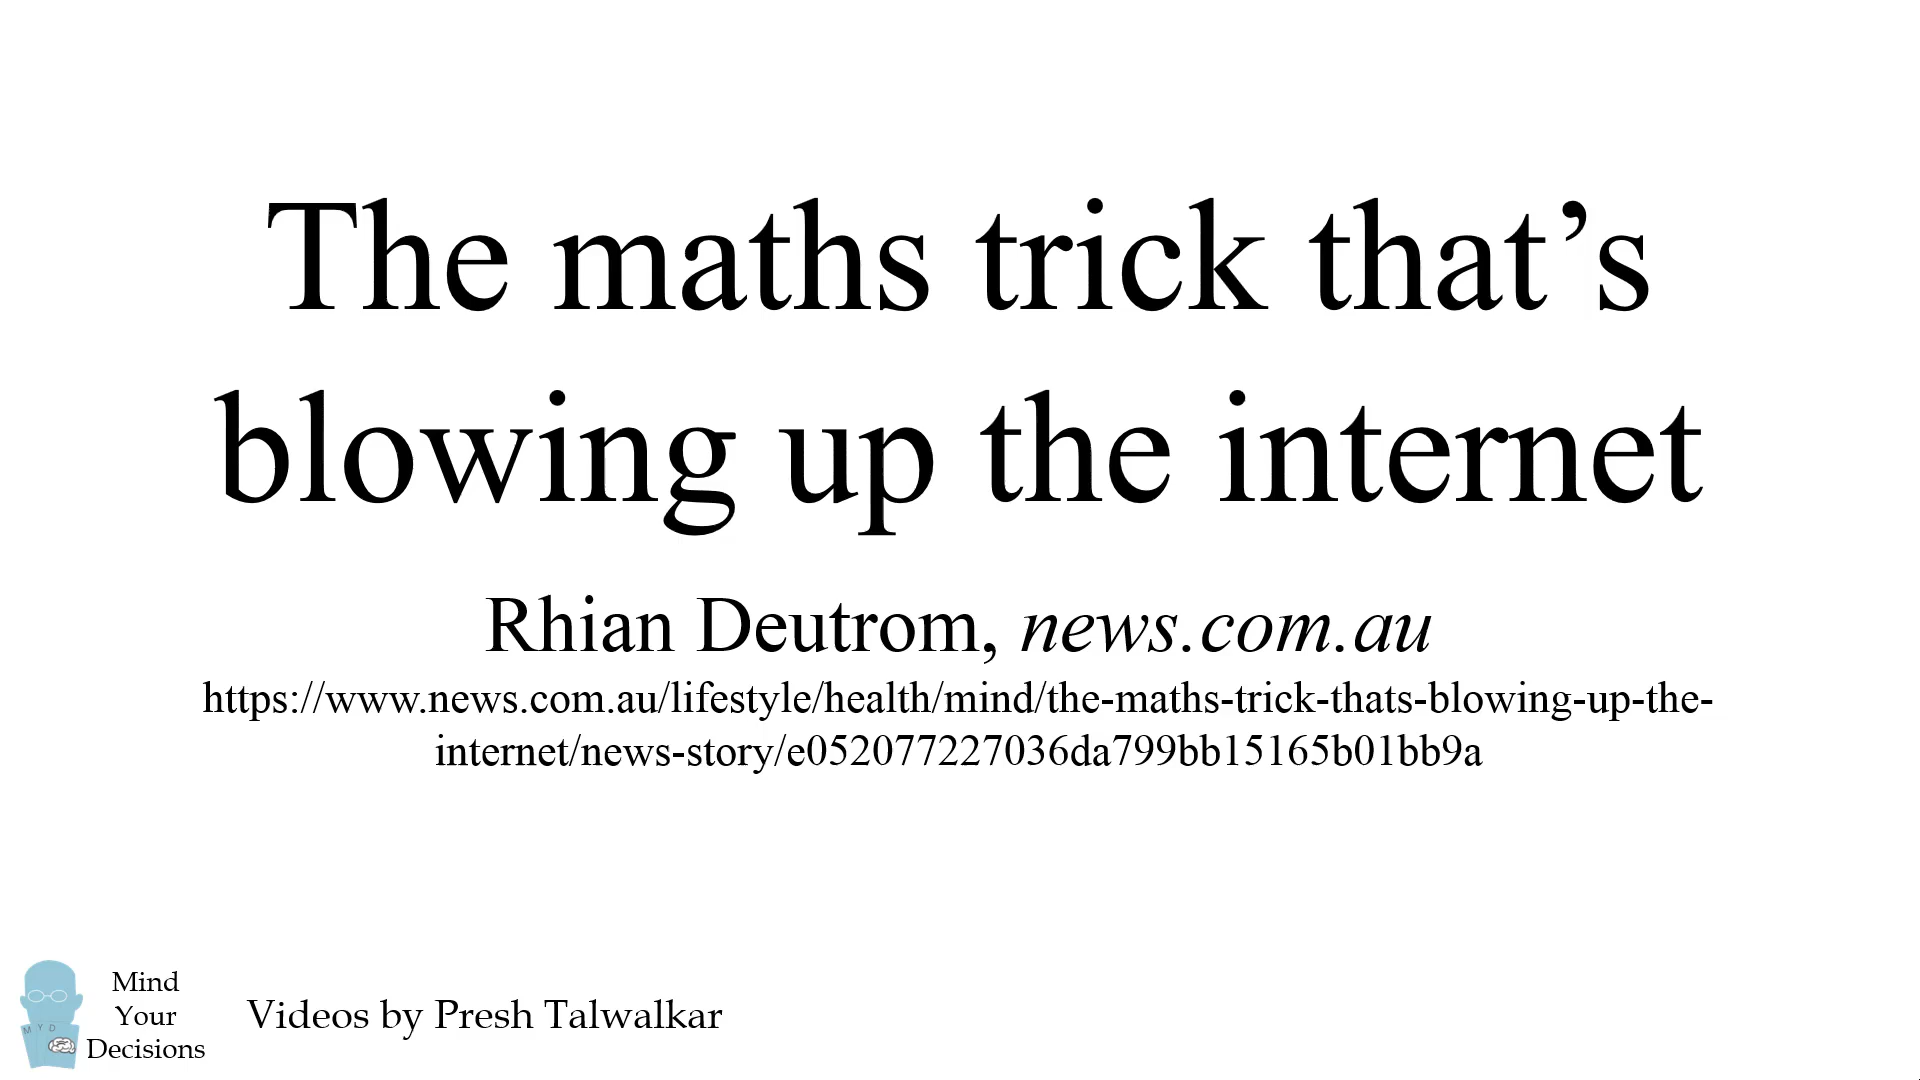 The maths trick that’s
blowing up the internet
Rhian Deutrom, news.com.au
https://www.news.com.au/lifestyle/health/mind/the-maths-trick-thats-blowing-up-the-
internet/news-story/e052077227036da799bb15165b01bb9a
Mind
Your
Decisions
M Y D
Videos by Presh Talwalkar